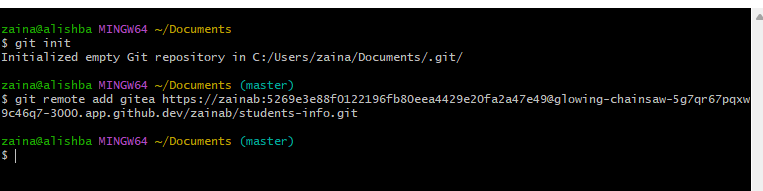 zaina@alishba MINGW64 ~/Documents
$ git init
Initialized empty Git repository in C:/Users/zaina/Documents/.git/
zaina@alishba MINGW64 ~/Documents (master)
$ git remote add gitea https://zainab:5269e3e88f0122196fb80eea4429e20fa2a47e49@glowing-chainsaw-5g7qr67pqxw
9c46q7-3000.app.github.dev/zainab/students-info.git
zaina@alishba MINGW64 ~/Documents (master)
$